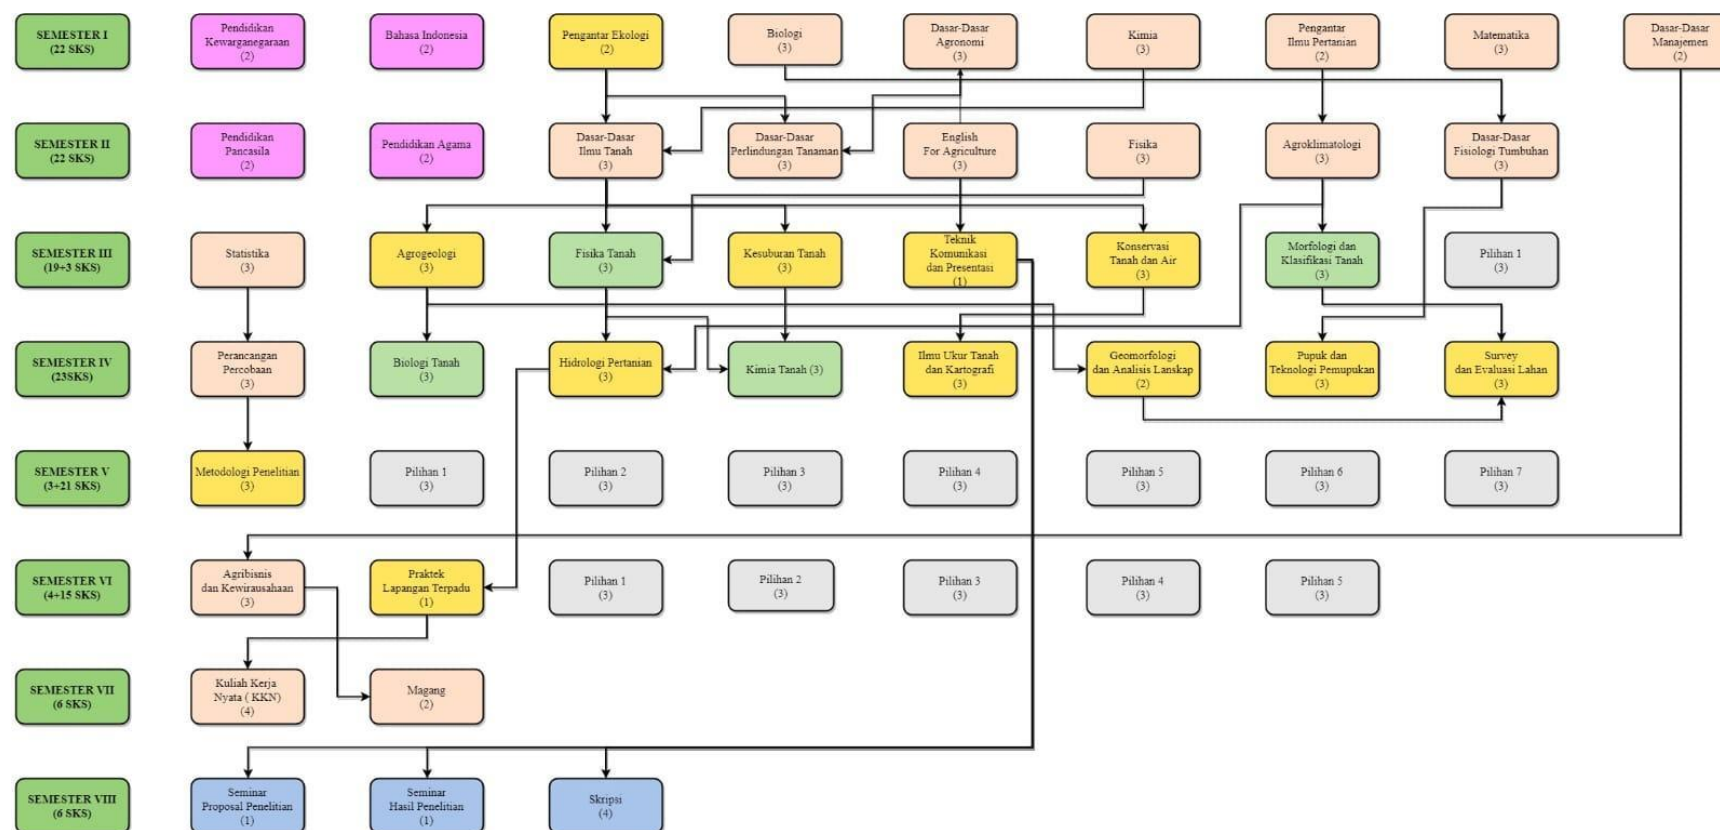 SEMESTER I
(22 SKS)
Pendidikan
Kewarganegaraan
(2)
Bahasa Indonesia
(2)
Pengantar Ekologi
(2)
Biologi
(3)
Dasar-Dasar
Agronomi
(3)
Kimia
(3)
Pengantar
Ilmu Pertanian
(2)
Matematika
(3)
Dasar-Dasar
Manajemen
(2)
SEMESTER II
(22 SKS)
Pendidikan
Pancasila
(2)
Pendidikan Agama
(2)
Dasar-Dasar
Ilmu Tanah
(3)
Dasar-Dasar
Perlindungan Tanaman
(3)
English
For Agriculture
(3)
Fisika
(3)
Agroklimatologi
(3)
Dasar-Dasar
Fisiologi Tumbuhan
(3)
SEMESTER III
(19+3 SKS)
Statistika
(3)
Agrogeologi
(3)
Fisika Tanah
(3)
Kesuburan Tanah
(3)
Teknik
Komunikasi
dan Presentasi
(1)
Konservasi
Tanah dan Air
(3)
Morfologi dan
Klasifikasi Tanah
(3)
Pilihan 1
(3)
SEMESTER IV
(23SKS)
Perancangan
Percobaan
(3)
Biologi Tanah
(3)
Hidrologi Pertanian
(3)
Kimia Tanah (3)
Ilmu Ukur Tanah
dan Kartografi
(3)
Geomorfologi
dan Analisis Lanskap
(2)
Pupuk dan
Teknologi Pemupukan
(3)
Survey
dan Evaluasi Lahan
(3)
SEMESTER V
(3+21 SKS)
Metodologi Penelitian
(3)
Pilihan 1
(3)
Pilihan 2
(3)
Pilihan 3
(3)
Pilihan 4
(3)
Pilihan 5
(3)
Pilihan 6
(3)
Pilihan 7
(3)
SEMESTER VI
(4+15 SKS)
Agribisnis
dan Kewirausahaan
(3)
Praktek
Lapangan Terpadu
(1)
Pilihan 1
(3)
Pilihan 2
(3)
Pilihan 3
(3)
Pilihan 4
(3)
Pilihan 5
(3)
SEMESTER VII
(6 SKS)
Kuliah Kerja
Nyata ( KKN)
(4)
Magang
(2)
SEMESTER VIII
(6 SKS)
Seminar
Proposal Penelitian
(1)
Seminar
Hasil Penelitian
(1)
Skripsi
(4)